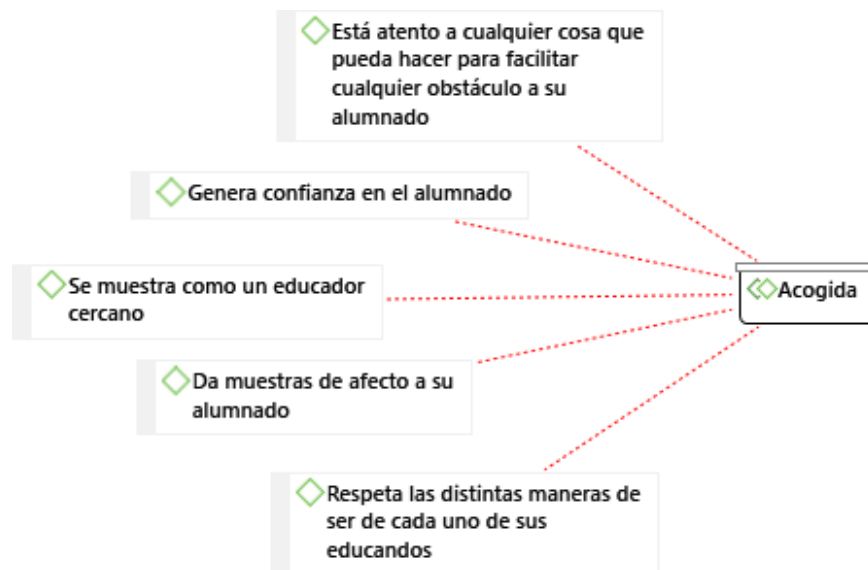 Está atento a cualquier cosa que
pueda hacer para facilitar
cualquier obstáculo a su
alumnado
Genera confianza en el alumnado
Se muestra como un educador
cercano
Acogida
Da muestras de afecto a su
alumnado
Respeta las distintas maneras de
ser de cada uno de sus
educandos